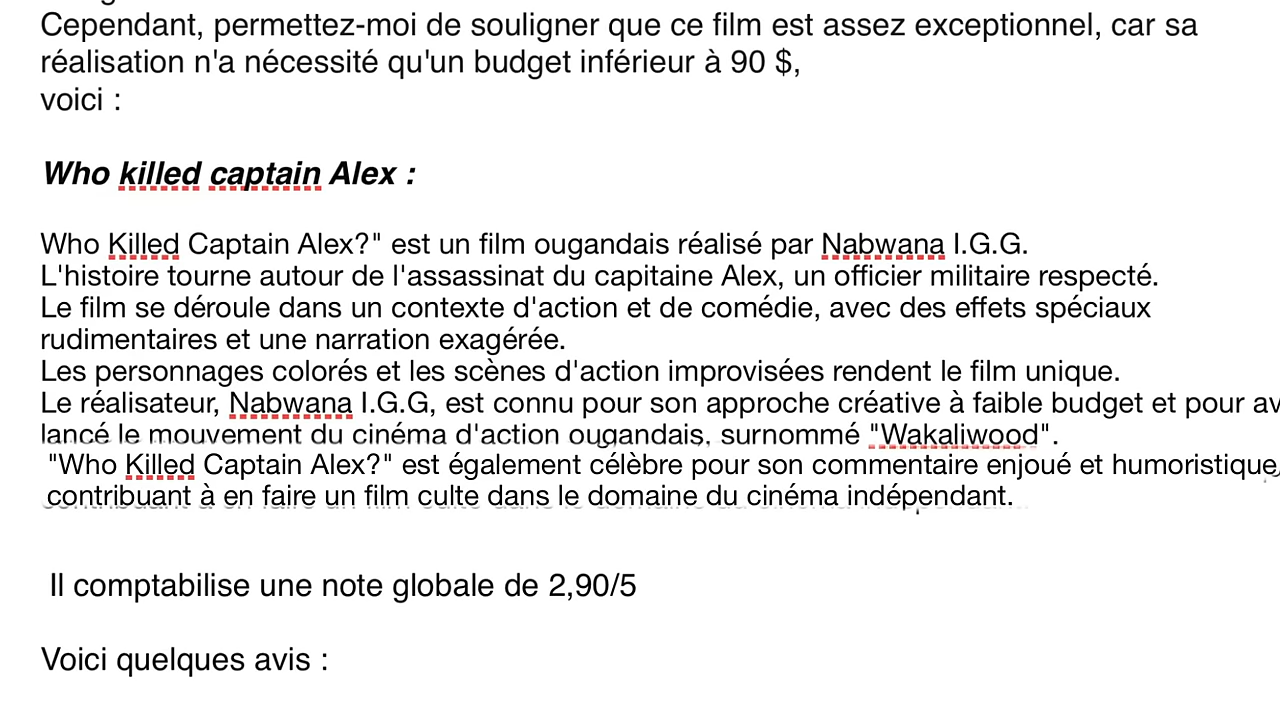 Cependant, permettez-moi de souligner que ce film est assez exceptionnel, car sa
réalisation n'a nécessité qu'un budget inférieur à 90 $,
voici :
Who killed captain Alex :
Who Killed Captain Alex?" est un film ougandais réalisé par Nabwana I.G.G.
L'histoire tourne autour de l'assassinat du capitaine Alex, un officier militaire respecté.
Le film se déroule dans un contexte d'action et de comédie, avec des effets spéciaux
rudimentaires et une narration exagérée.
Les personnages colorés et les scènes d'action improvisées rendent le film unique.
Le réalisateur, Nabwana I.G.G, est connu pour son approche créative à faible budget et pour av
lancé le mouvement du cinéma d'action ougandais, surnommé "Wakaliwood".
"Who Killed Captain Alex?" est également célèbre pour son commentaire enjoué et humoristique,
contribuant à en faire un film culte dans le domaine du cinéma indépendant.
Il comptabilise une note globale de 2,90/5
Voici quelques avis :